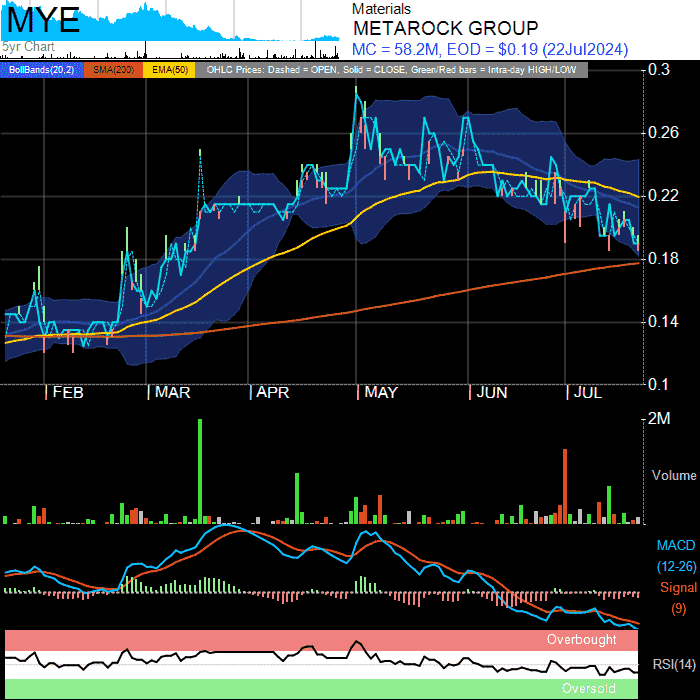 MYE
5yr Chart
Materials
METAROCK GROUP
MC = 58.2M, EOD = $0.19 (22Jul2024)
BollBands(20,2) SMA(200) EMA(50) OHLC Prices: Dashed = OPEN, Solid = CLOSE, Green/Red bars = Intra-day HIGH/LOW
0.3
0.26
0.22
0.18
0.14
0.1
FEB MAR APR MAY JUN JUL
2M
Volume
MACD
(12-26)
Signal
(9)
Overbought
RSI(14)
Oversold